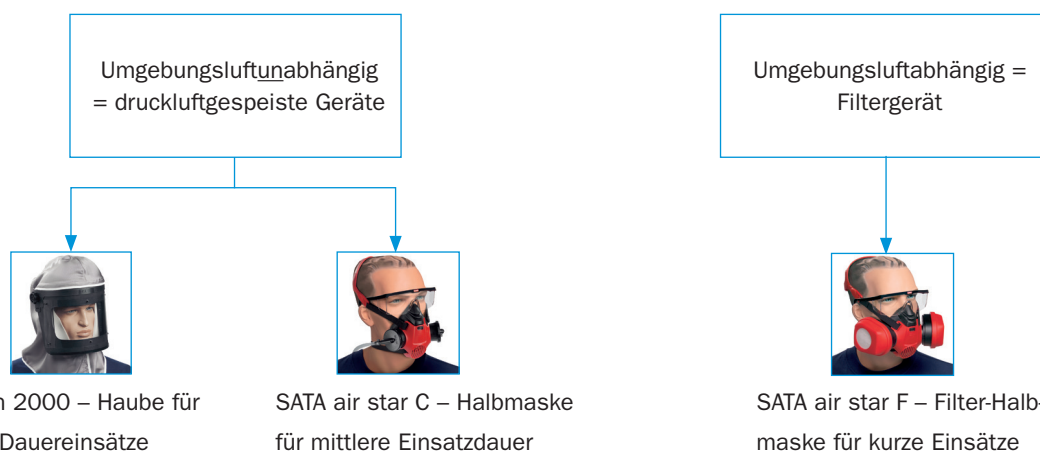 Umgebungsluftunabhängig
= druckluftgespeiste Geräte
Umgebungsluftabhängig =
Filtergerät
2000 – Haube für
Dauereinsätze
SATA air star C – Halbmaske
für mittlere Einsatzdauer
SATA air star F – Filter-Halb-
maske für kurze Einsätze